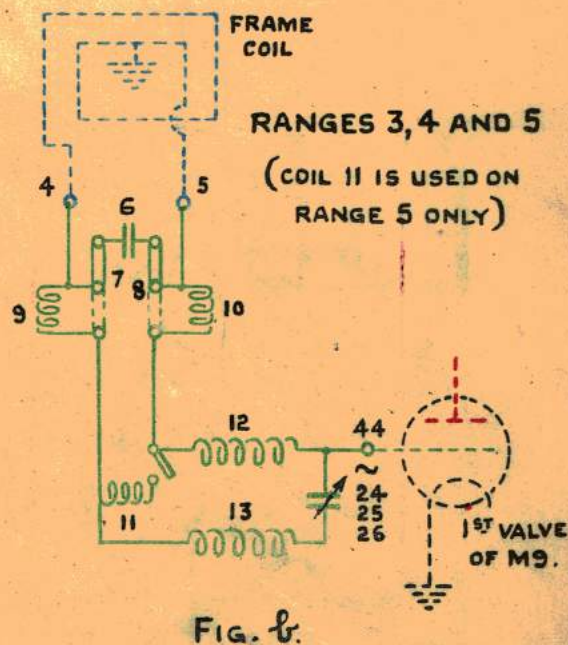 FRAME
COIL
RANGES 3, 4 AND 5
(COIL 11 IS USED ON
RANGE 5 ONLY)
4
5
6
7
8
9
10
12
44
~
24
25
26
11
13
1ST VALVE
OF M9.
FIG. b.